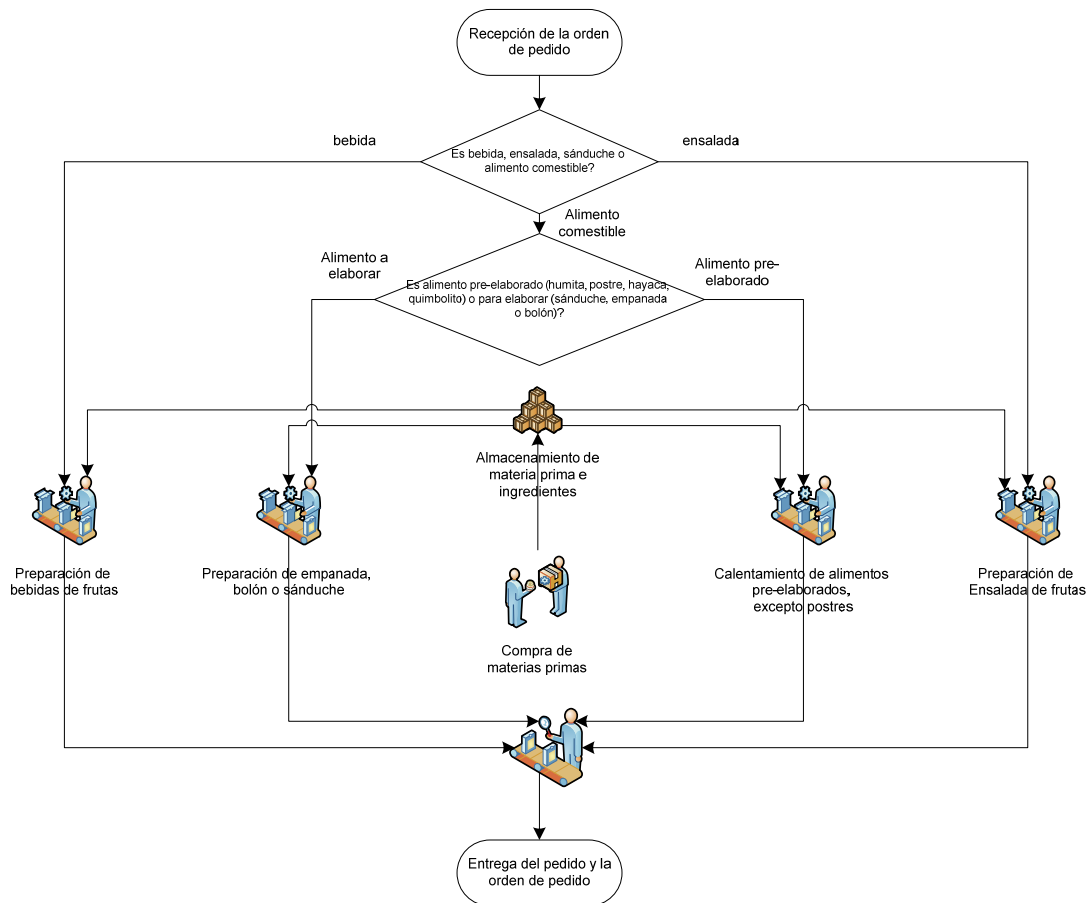 Recepción de la orden
de pedido
bebida
ensalada
Es bebida, ensalada, sánduche o
alimento comestible?
Alimento
comestible
Alimento a
elaborar
Alimento pre-
elaborado
Es alimento pre-elaborado (humita, postre, hayaca,
quimbolito) o para elaborar (sánduche, empanada
o bolón)?
Almacenamiento de
materia prima e
ingredientes
Preparación de
bebidas de frutas
Preparación de empanada,
bolón o sánduche
Calentamiento de alimentos
pre-elaborados,
excepto postres
Preparación de
Ensalada de frutas
Compra de
materias primas
Entrega del pedido y la
orden de pedido